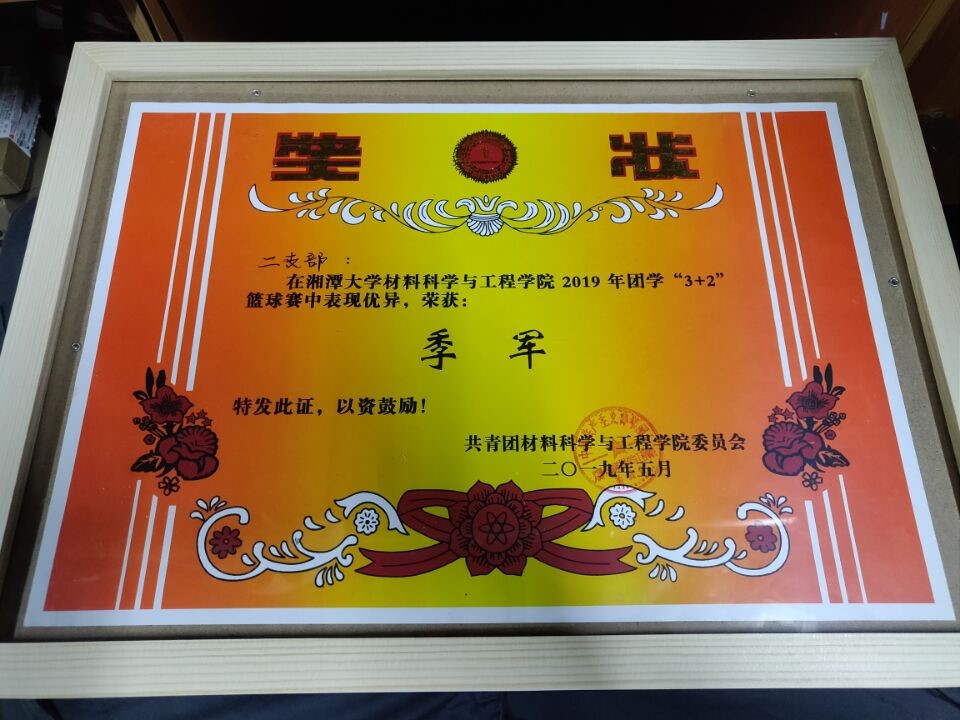 奖状
二支部：
在湘潭大学材料科学与工程学院 2019 年团学“3+2”
篮球赛中表现优异，荣获：
季 军
特发此证，以资鼓励！
共青团材料科学与工程学院委员会
二〇一九年五月